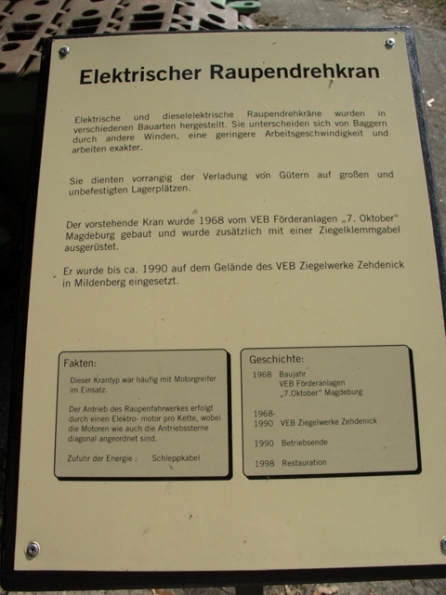 Elektrischer Raupendrehkran
Elektrische und dieselelektrische Raupendrehkräne wurden in
verschiedenen Bauarten hergestellt. Sie unterscheiden sich von Baggern
durch andere Winden, eine geringere Arbeitsgeschwindigkeit und
arbeiten exakter.
Sie dienten vorrangig der Verladung von Gütern auf großen und
unbefestigten Lagerplätzen.
Der vorstehende Kran wurde 1968 vom VEB Förderanlagen „7. Oktober"
Magdeburg gebaut und wurde zusätzlich mit einer Ziegelklemmgabel
ausgerüstet.
Er wurde bis ca. 1990 auf dem Gelände des VEB Ziegelwerke Zehdenick
in Mildenberg eingesetzt.
Fakten:
Dieser Krantyp war häufig mit Motorgreifer
im Einsatz.
Der Antrieb des Raupenfahrwerkes erfolgt
durch einen Elektro- motor pro Kette, wobei
die Motoren wie auch die Antriebssterne
diagonal angeordnet sind.
Zufuhr der Energie : Schleppkabel
Geschichte:
1968 Baujahr
VEB Förderanlagen
„7.Oktober" Magdeburg
1968-
1990 VEB Ziegelwerke Zehdenick
1990 Betriebsende
1998 Restauration